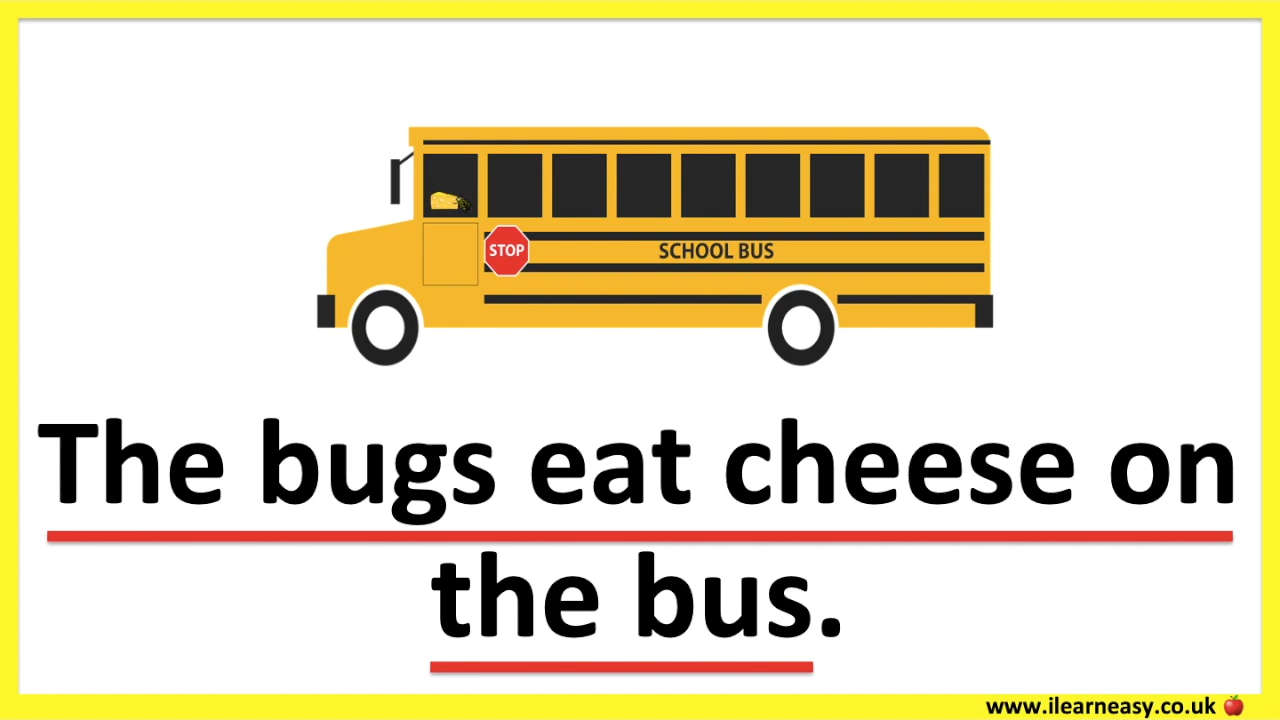 STOP
SCHOOL BUS
The bugs eat cheese on
the bus.
www.ilearneasy.co.uk